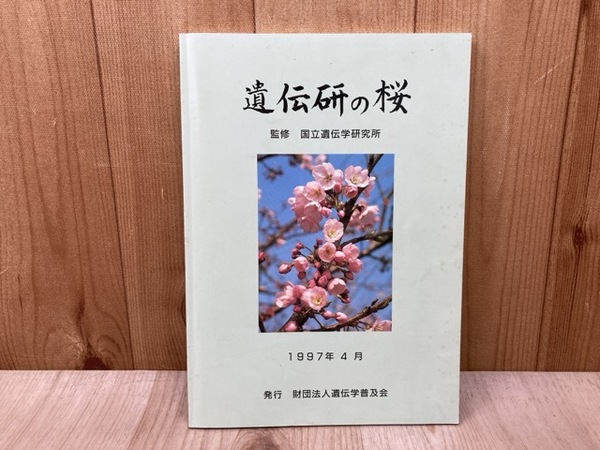 遺伝研の桜
監修 国立遺伝学研究所
1997年 4月
発行 財団法人遺伝学普及会